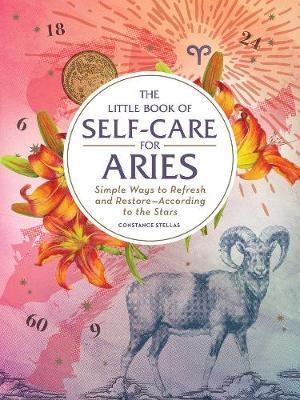 18
24
THE
LITTLE BOOK OF
SELF-CARE
FOR
ARIES
6
Simple Ways to Refresh
and Restore—According
to the Stars
CONSTANCE STELLAS
60
9